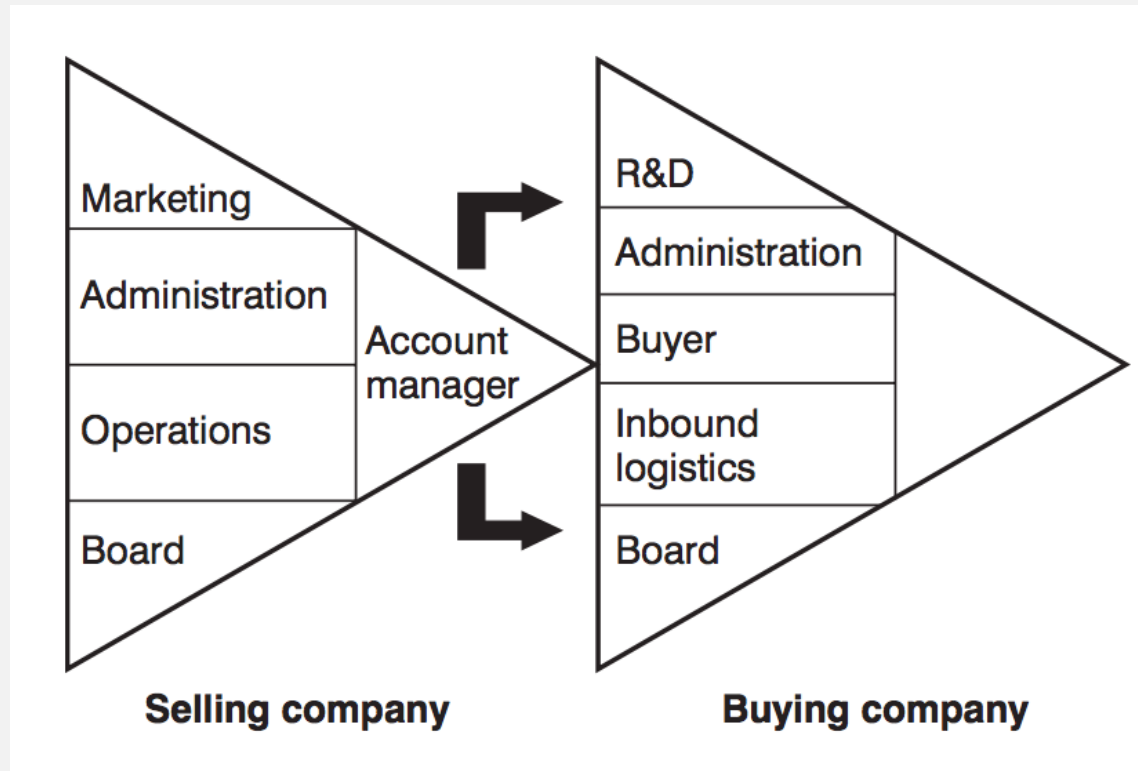 Marketing
Administration
Operations
Board
Account
manager
R&D
Administration
Buyer
Inbound
logistics
Board
Selling company
Buying company